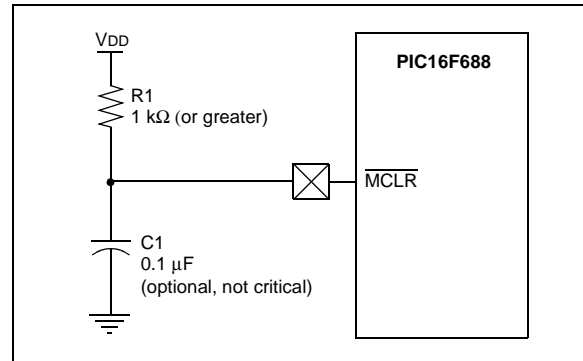 VDD
PIC16F688
R1
1 kΩ (or greater)
MCLR
C1
0.1 μF
(optional, not critical)